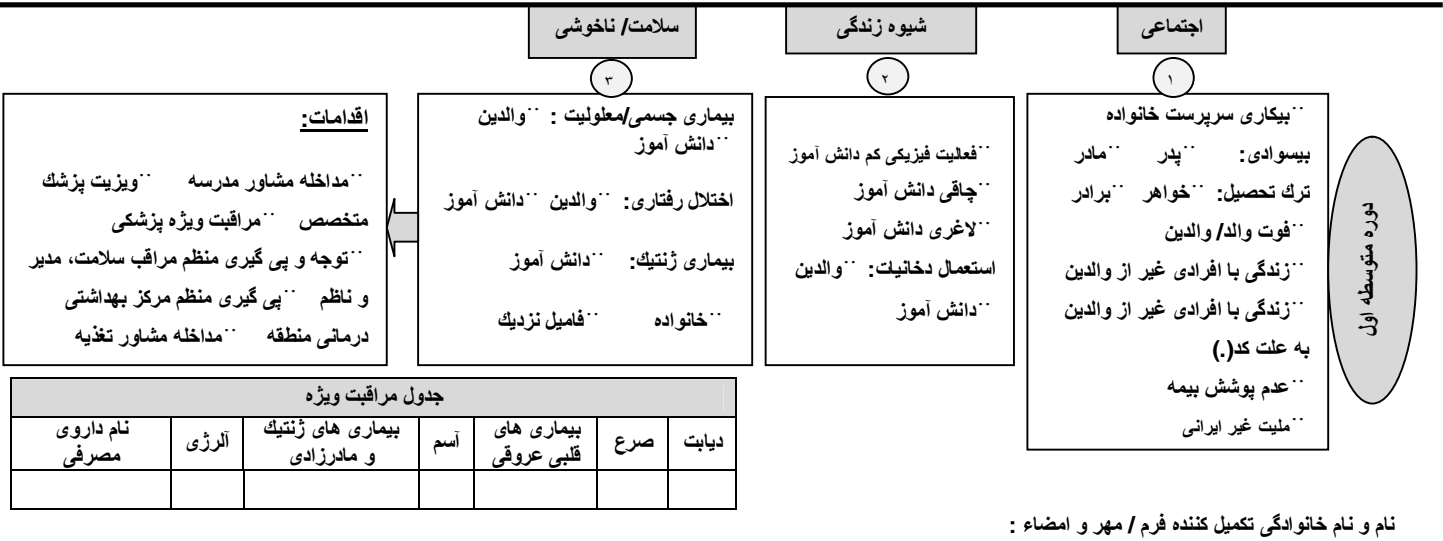 اجتماعی
۱
¨بیکاری سرپرست خانواده
بیسوادی: ¨پدر ¨مادر
ترك تحصیل: ¨خواهر ¨برادر
¨فوت والد/ والدین
¨زندگی با افرادی غیر از والدین
¨زندگی با افرادی غیر از والدین
به علت کد(.)
¨عدم پوشش بیمه
¨ملیت غیر ایرانی
دوره متوسطه اول
شیوه زندگی
۲
¨فعالیت فیزیکی کم دانش آموز
¨چاقی دانش آموز
¨لاغری دانش آموز
استعمال دخانیات: ¨والدین
¨دانش آموز
سلامت/ ناخوشی
۳
بیماری جسمی/معلولیت : ¨والدین
¨دانش آموز
اختلال رفتاری: ¨والدین ¨دانش آموز
بیماری ژنتیك: ¨دانش آموز
¨خانواده ¨فامیل نزدیك
اقدامات:
¨مداخله مشاور مدرسه ¨ویزیت پزشك
متخصص ¨مراقبت ویژه پزشکی
¨توجه و پی گیری منظم مراقب سلامت، مدیر
و ناظم ¨پی گیری منظم مرکز بهداشتی
درمانی منطقه ¨مداخله مشاور تغذیه
جدول مراقبت ویژه
دیابت
صرع
بیماری های
قلبی عروقی
آسم
بیماری های ژنتیك
و مادرزادی
آلرژی
نام داروی
مصرفی
نام و نام خانوادگی تکمیل کننده فرم / مهر و امضاء :